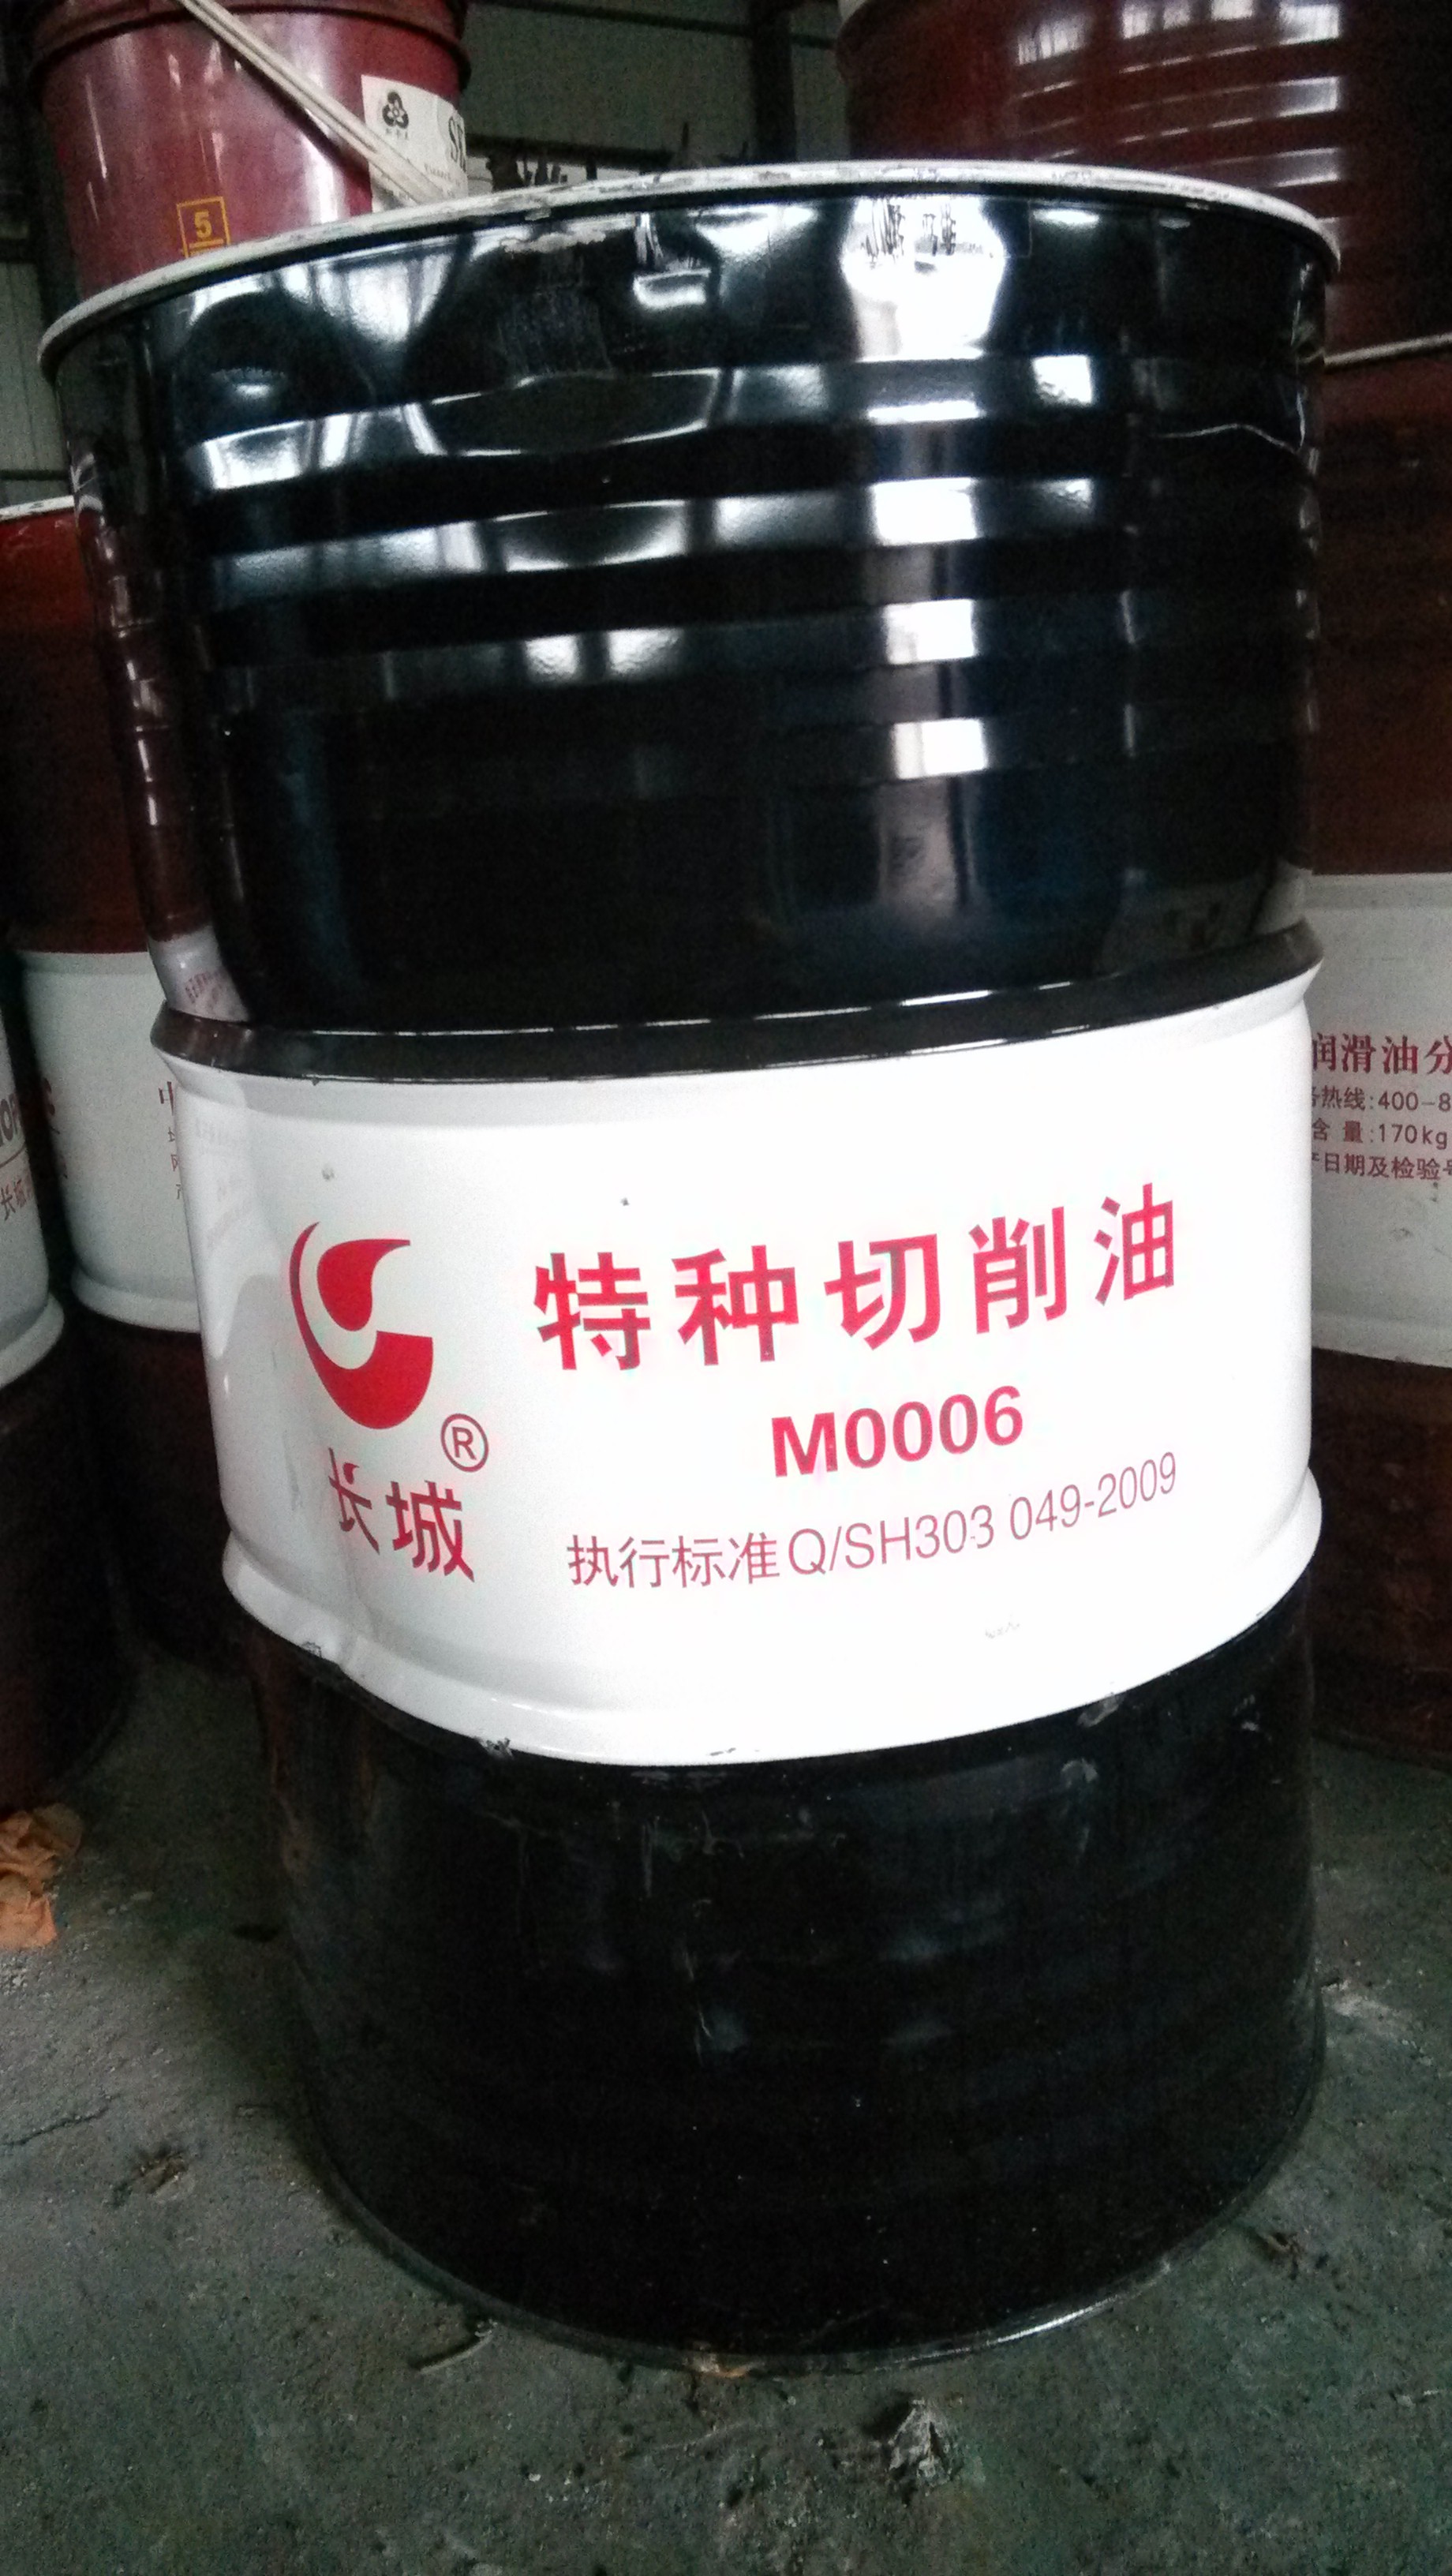 5
特种切削油
M0006
执行标准Q/SH303 049-2009
®
长城
润滑油分
热线:400-8
含 量:170kg
日期及检验